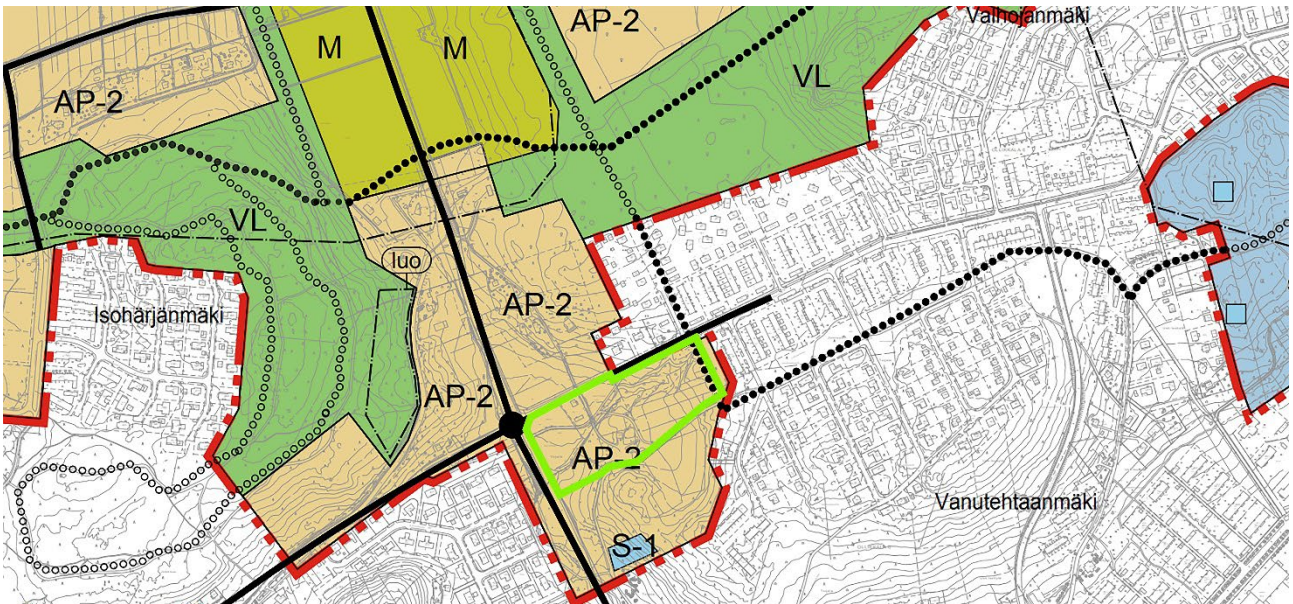 Valhojanmäki
AP-2
M
M
AP-2
VL
VL
luo
AP-2
Isohärjänmäki
AP-2
AP-2
Vanutehtaanmäki
S-1